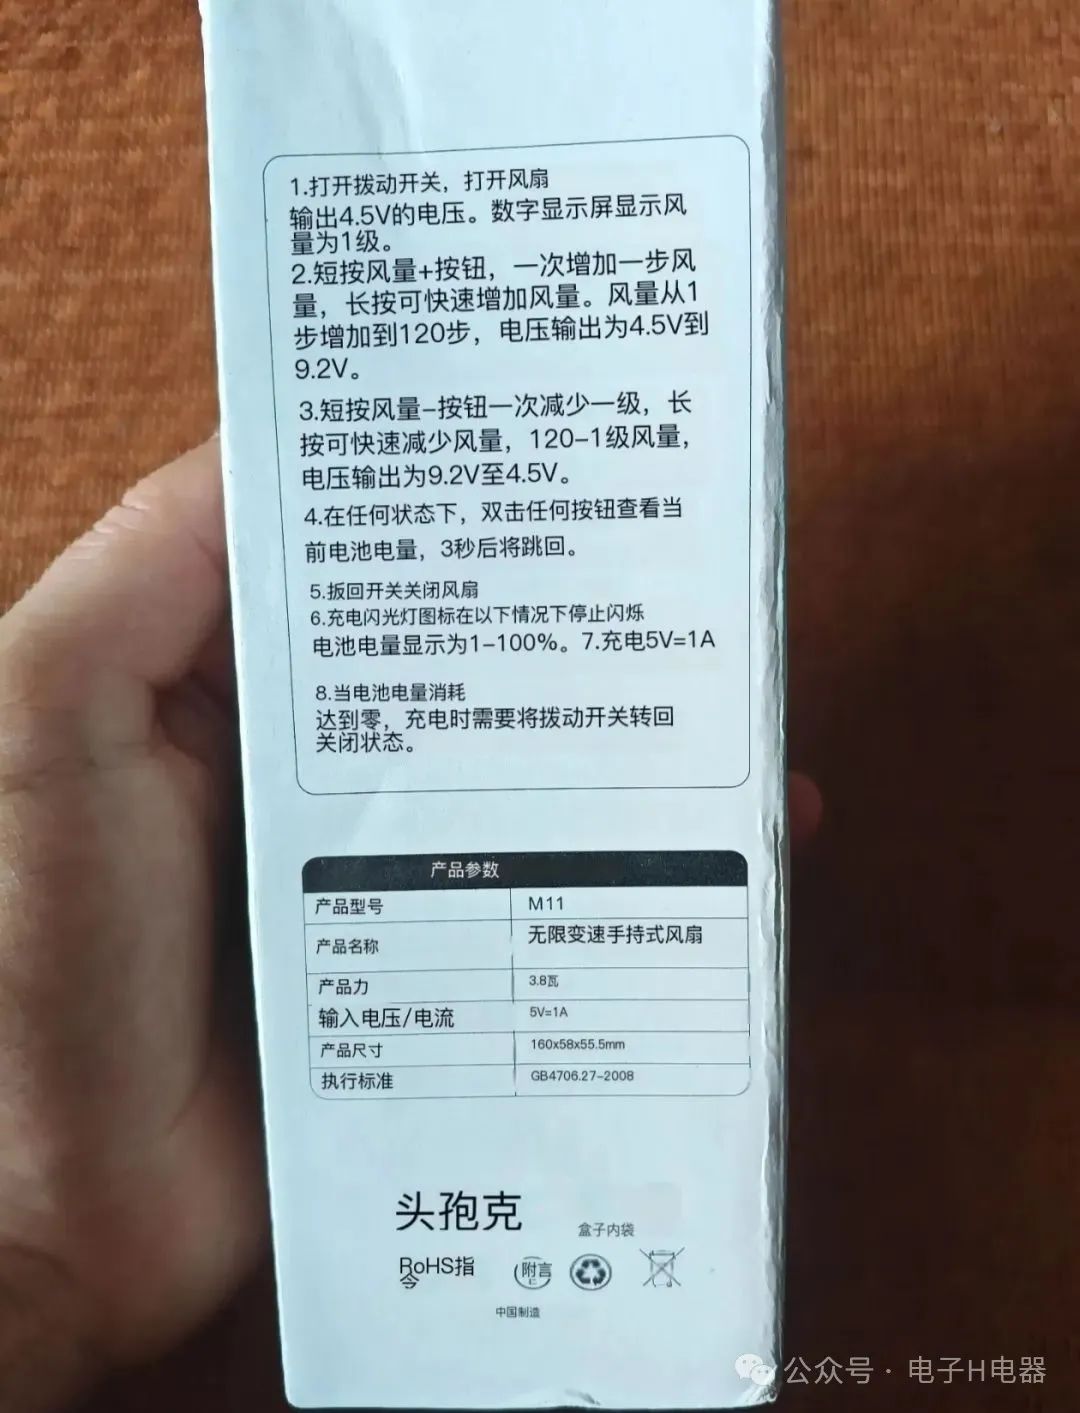 1.打开拨动开关，打开风扇
输出4.5V的电压。数字显示屏显示风
量为1级。
2.短按风量+按钮，一次增加一步风
量，长按可快速增加风量。风量从1
步增加到120步，电压输出为4.5V到
9.2V。
3.短按风量-按钮一次减少一级，长
按可快速减少风量，120-1级风量，
电压输出为9.2V至4.5V。
4.在任何状态下，双击任何按钮查看当
前电池电量，3秒后将跳回。
5.扳回开关关闭风扇
6.充电闪光灯图标在以下情况下停止闪烁
电池电量显示为1-100%。7.充电5V=1A
8.当电池电量消耗
达到零，充电时需要将拨动开关转回
关闭状态。
产品参数
产品型号 M11
产品名称 无限变速手持式风扇
产品力 3.8瓦
输入电压/电流 5V=1A
产品尺寸 160x58x55.5mm
执行标准 GB4706.27-2008
头孢克
盒子内袋
RoHS指
令
附言
中国制造
公众号·电子H电器